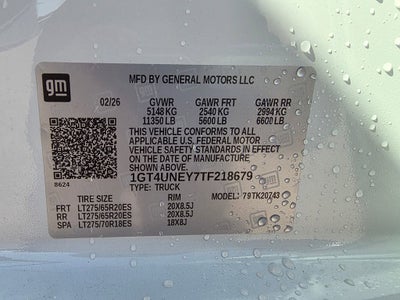 gm
MFD BY GENERAL MOTORS LLC
02/26 GVWR GAWR FRT GAWR RR
5148 KG 2540 KG 2994 KG
11350 LB 5600 LB 6600 LB
THIS VEHICLE CONFORMS TO ALL
APPLICABLE U.S. FEDERAL MOTOR
VEHICLE SAFETY STANDARDS IN EFFECT
ON THE DATE OF MANUFACTURE SHOWN ABOVE.
1GT4UNEY7TF218679
8624 TYPE: TRUCK MODEL: 79TK20743
TIRE SIZE RIM
FRT LT275/65R20ES 20X8.5J
RR LT275/65R20ES 20X8.5J
SPA LT275/70R18ES 18X8J